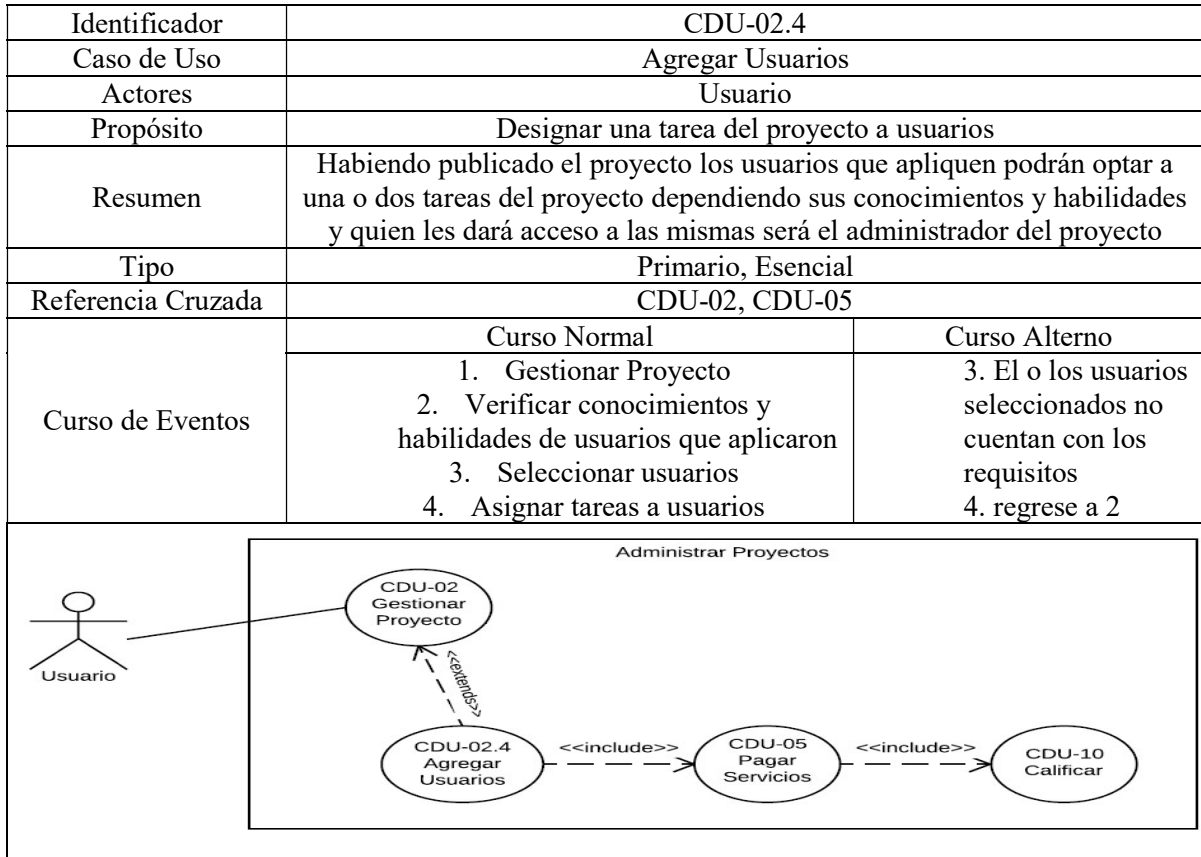 Identificador CDU-02.4
Caso de Uso Agregar Usuarios
Actores Usuario
Propósito Designar una tarea del proyecto a usuarios
Resumen
Habiendo publicado el proyecto los usuarios que apliquen podrán optar a
una o dos tareas del proyecto dependiendo sus conocimientos y habilidades
y quien les dará acceso a las mismas será el administrador del proyecto
Tipo Primario, Esencial
Referencia Cruzada CDU-02, CDU-05
Curso de Eventos
Curso Normal
1. Gestionar Proyecto
2. Verificar conocimientos y
habilidades de usuarios que aplicaron
3. Seleccionar usuarios
4. Asignar tareas a usuarios
Curso Alterno
3. El o los usuarios
seleccionados no
cuentan con los
requisitos
4. regrese a 2
Administrar Proyectos
Usuario
CDU-02
Gestionar
Proyecto
<<extends>>
CDU-02.4
Agregar
Usuarios
<<include>>
CDU-05
Pagar
Servicios
<<include>>
CDU-10
Calificar